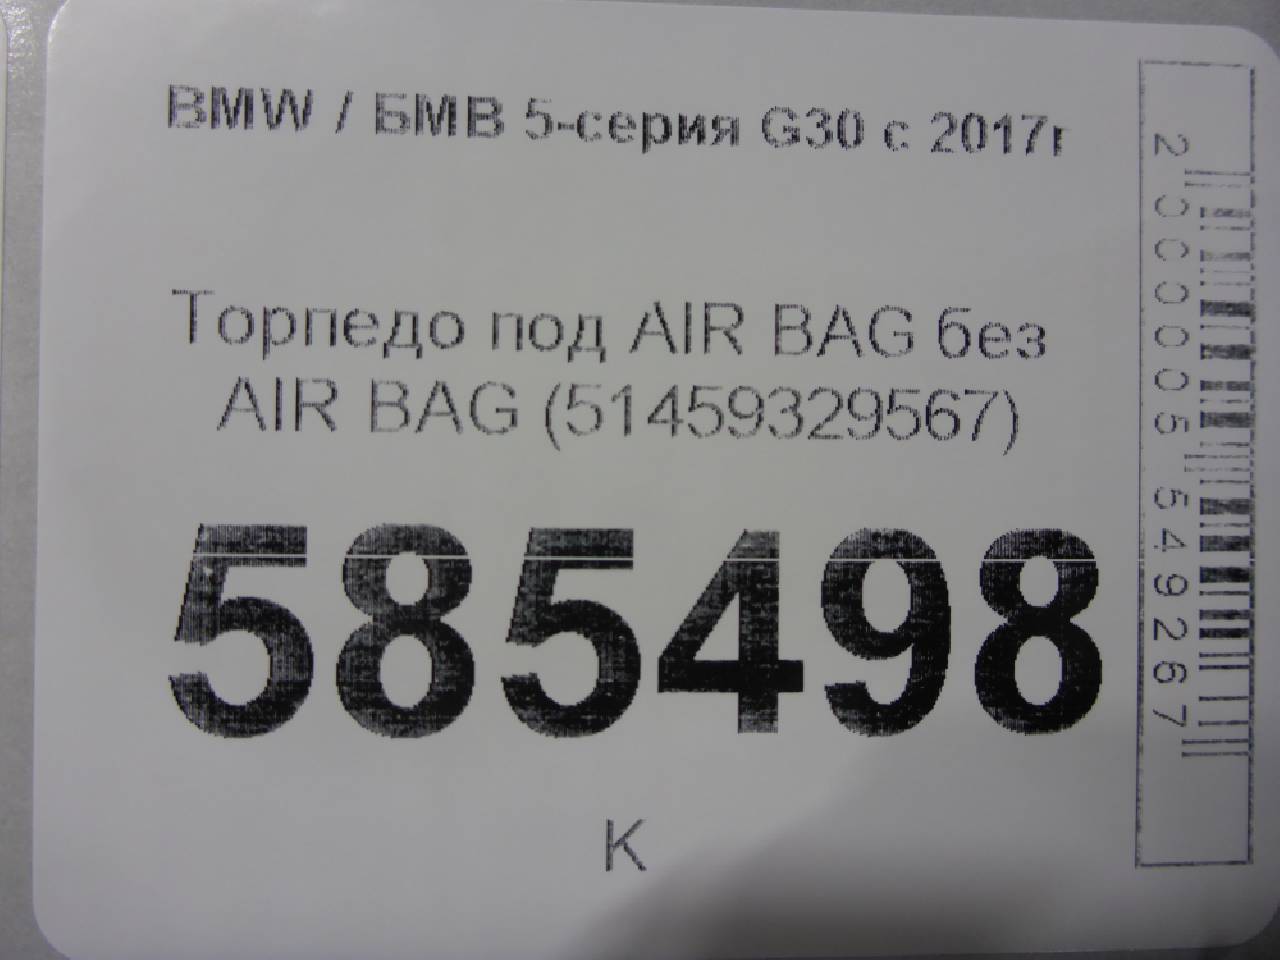 BMW / БМВ 5-серия G30 с 2017г
Торпедо под AIR BAG без
AIR BAG (51459329567)
585498
K
2000005549267